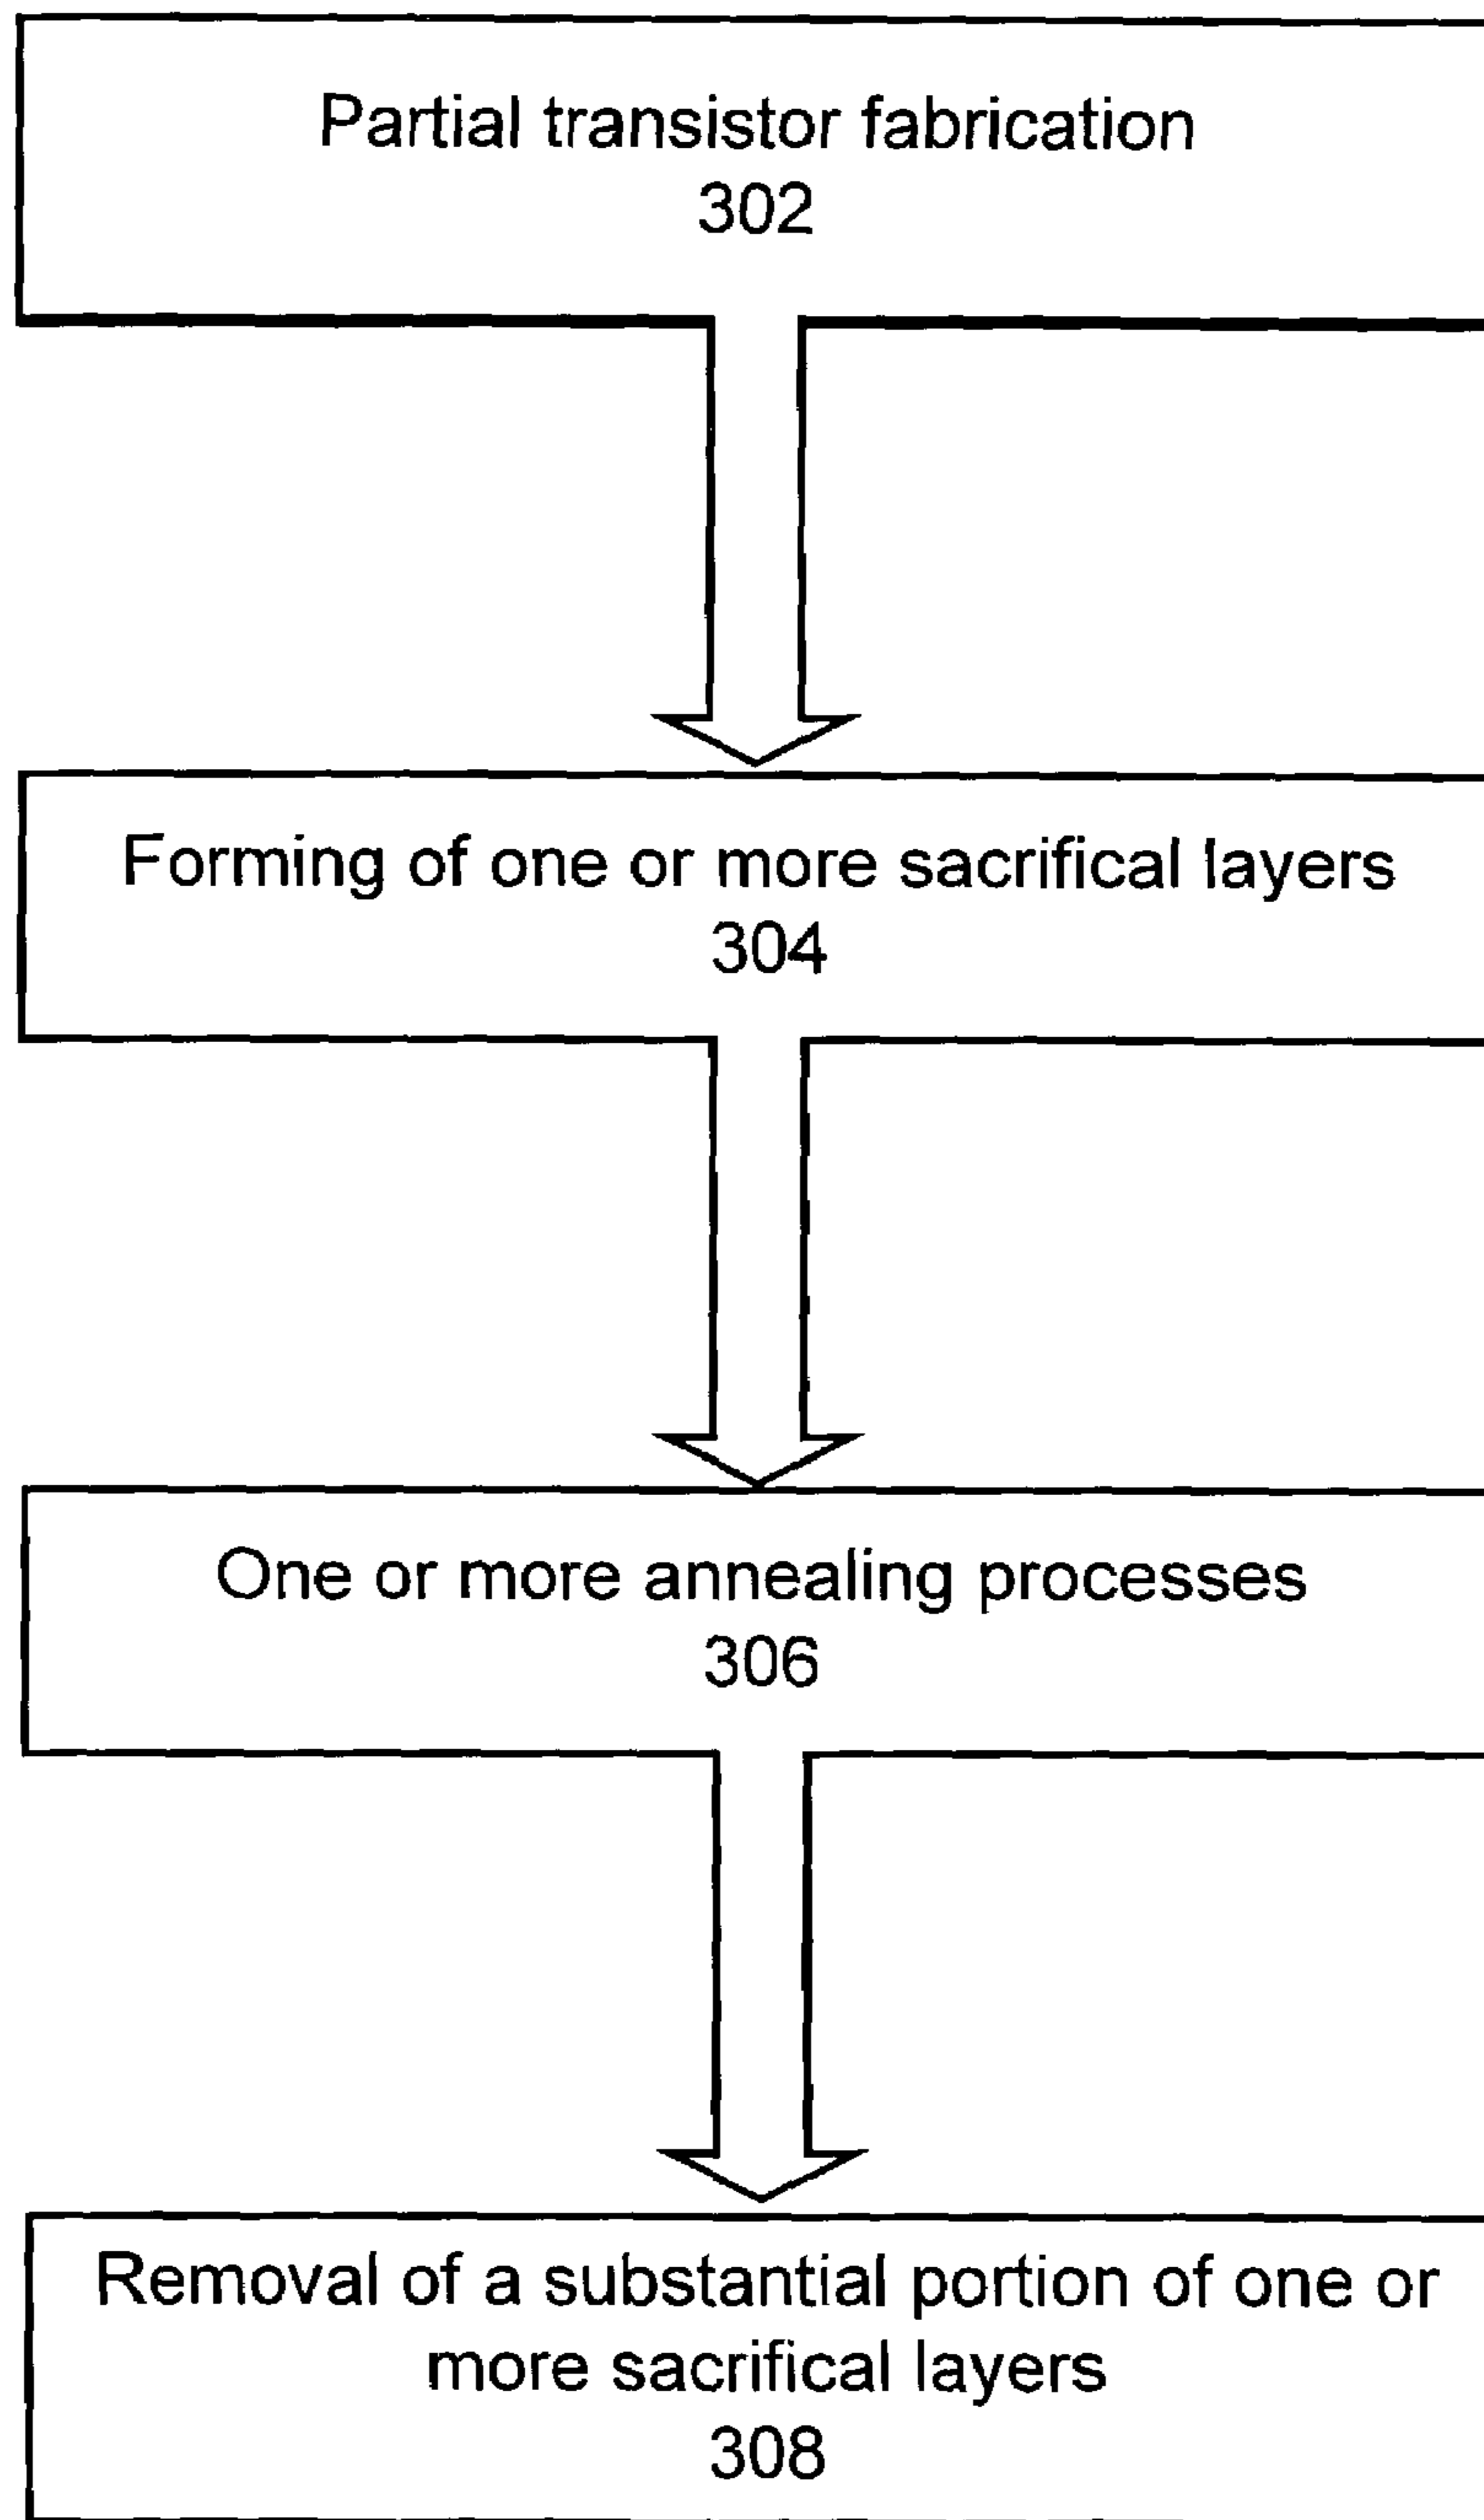 Partial transistor fabrication
302
Forming of one or more sacrifical layers
304
One or more annealing processes
306
Removal of a substantial portion of one or
more sacrifical layers
308